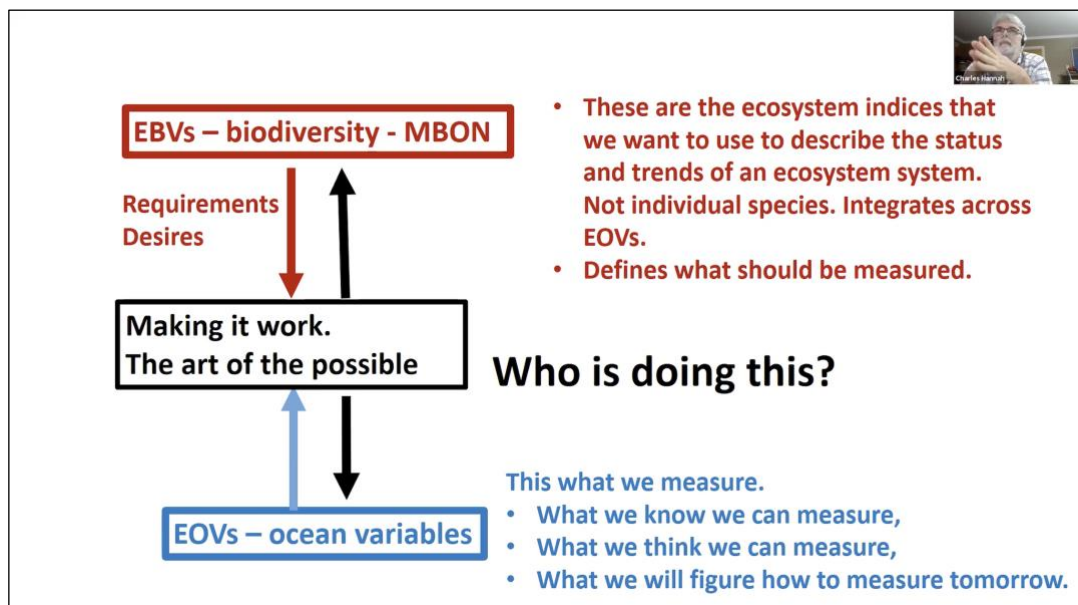 Charles Hannah
EBVs – biodiversity - MBON
• These are the ecosystem indices that
we want to use to describe the status
and trends of an ecosystem system.
Not individual species. Integrates across
EOVs.
• Defines what should be measured.
Requirements
Desires
Making it work.
The art of the possible
Who is doing this?
EOVs – ocean variables
This what we measure.
• What we know we can measure,
• What we think we can measure,
• What we will figure how to measure tomorrow.